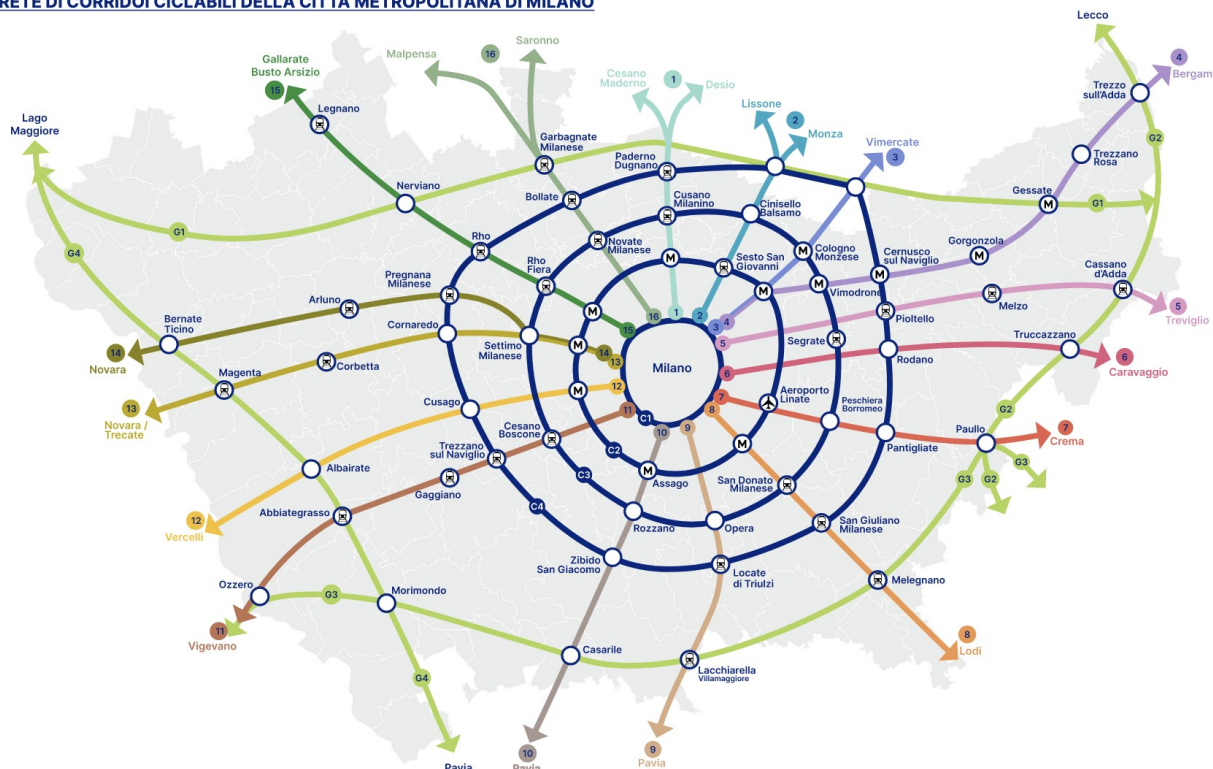 RETE DI CORRIDOI CICLABILI DELLA CITTÀ METROPOLITANA DI MILANO
Lecco
Saronno
16
Malpensa
Gallarate
Busto Arsizio
15
Cesano
Maderno
1
Desio
4
Bergam
Trezzo
sull'Adda
Legnano
Lissone
2
Monza
Lago
Maggiore
Garbagnate
Milanese
Vimercate
3
G2
Paderno
Dugnano
Trezzano
Rosa
Nerviano
Bollate
Cusano
Milanino
Cinisello
Balsamo
Gessate
M
G1
G1
G4
Rho
Novate
Milanese
Cologno
Monzese
M
Cernusco
sul Naviglio
Gorgonzola
M
Rho
Fiera
M
Sesto San
Giovanni
Cassano
d'Adda
Pregnana
Milanese
M
Vimodrone
M
Melzo
Arluno
M
Pioltello
5
Treviglio
Bernate
Ticino
Cornaredo
16
1
2
3
4
15
5
Segrate
Truccazzano
14
Novara
Settimo
Milanese
M
14
13
Milano
6
Rodano
6
Caravaggio
Magenta
Corbetta
12
M
7
Aeroporto
Linate
13
Novara /
Trecate
Cusago
11
C1
10
9
8
Peschiera
Borromeo
G2
Cesano
Boscone
C2
M
Pantigliate
Paullo
7
Crema
Trezzano
sul Naviglio
C3
M
Assago
San Donato
Milanese
G3
G2
G3
Albairate
Gaggiano
C4
12
Vercelli
Abbiategrasso
Rozzano
Opera
San Giuliano
Milanese
Zibido
San Giacomo
Locate
di Triulzi
Melegnano
Ozzero
G3
Morimondo
11
Vigevano
8
Lodi
Casarile
Lacchiarella
Villamaggiore
G4
10
Pavia
9
Pavia
Pavia